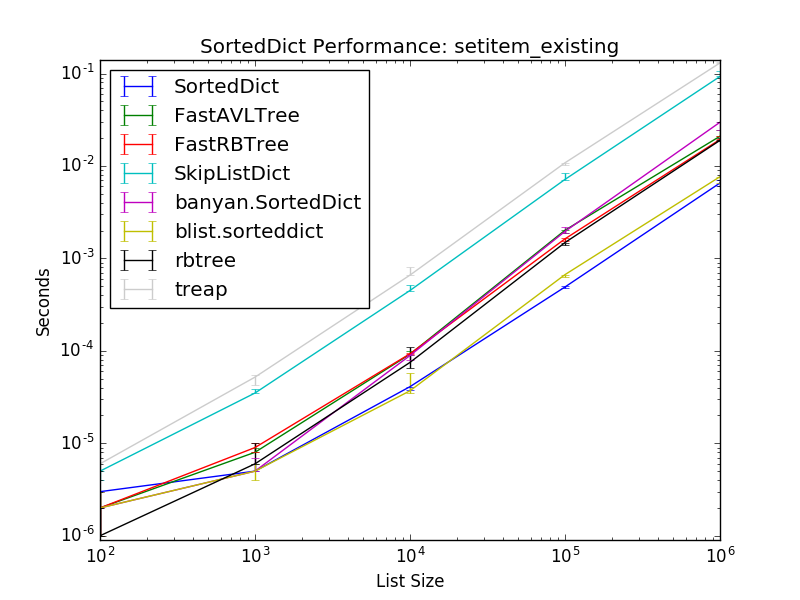 SortedDict Performance: setitem_existing
10^-1
10^-2
10^-3
10^-4
10^-5
10^-6
Seconds
SortedDict
FastAVLTree
FastRBTree
SkipListDict
banyan.SortedDict
blist.sorteddict
rbtree
treap
10^2
10^3
10^4
10^5
10^6
List Size